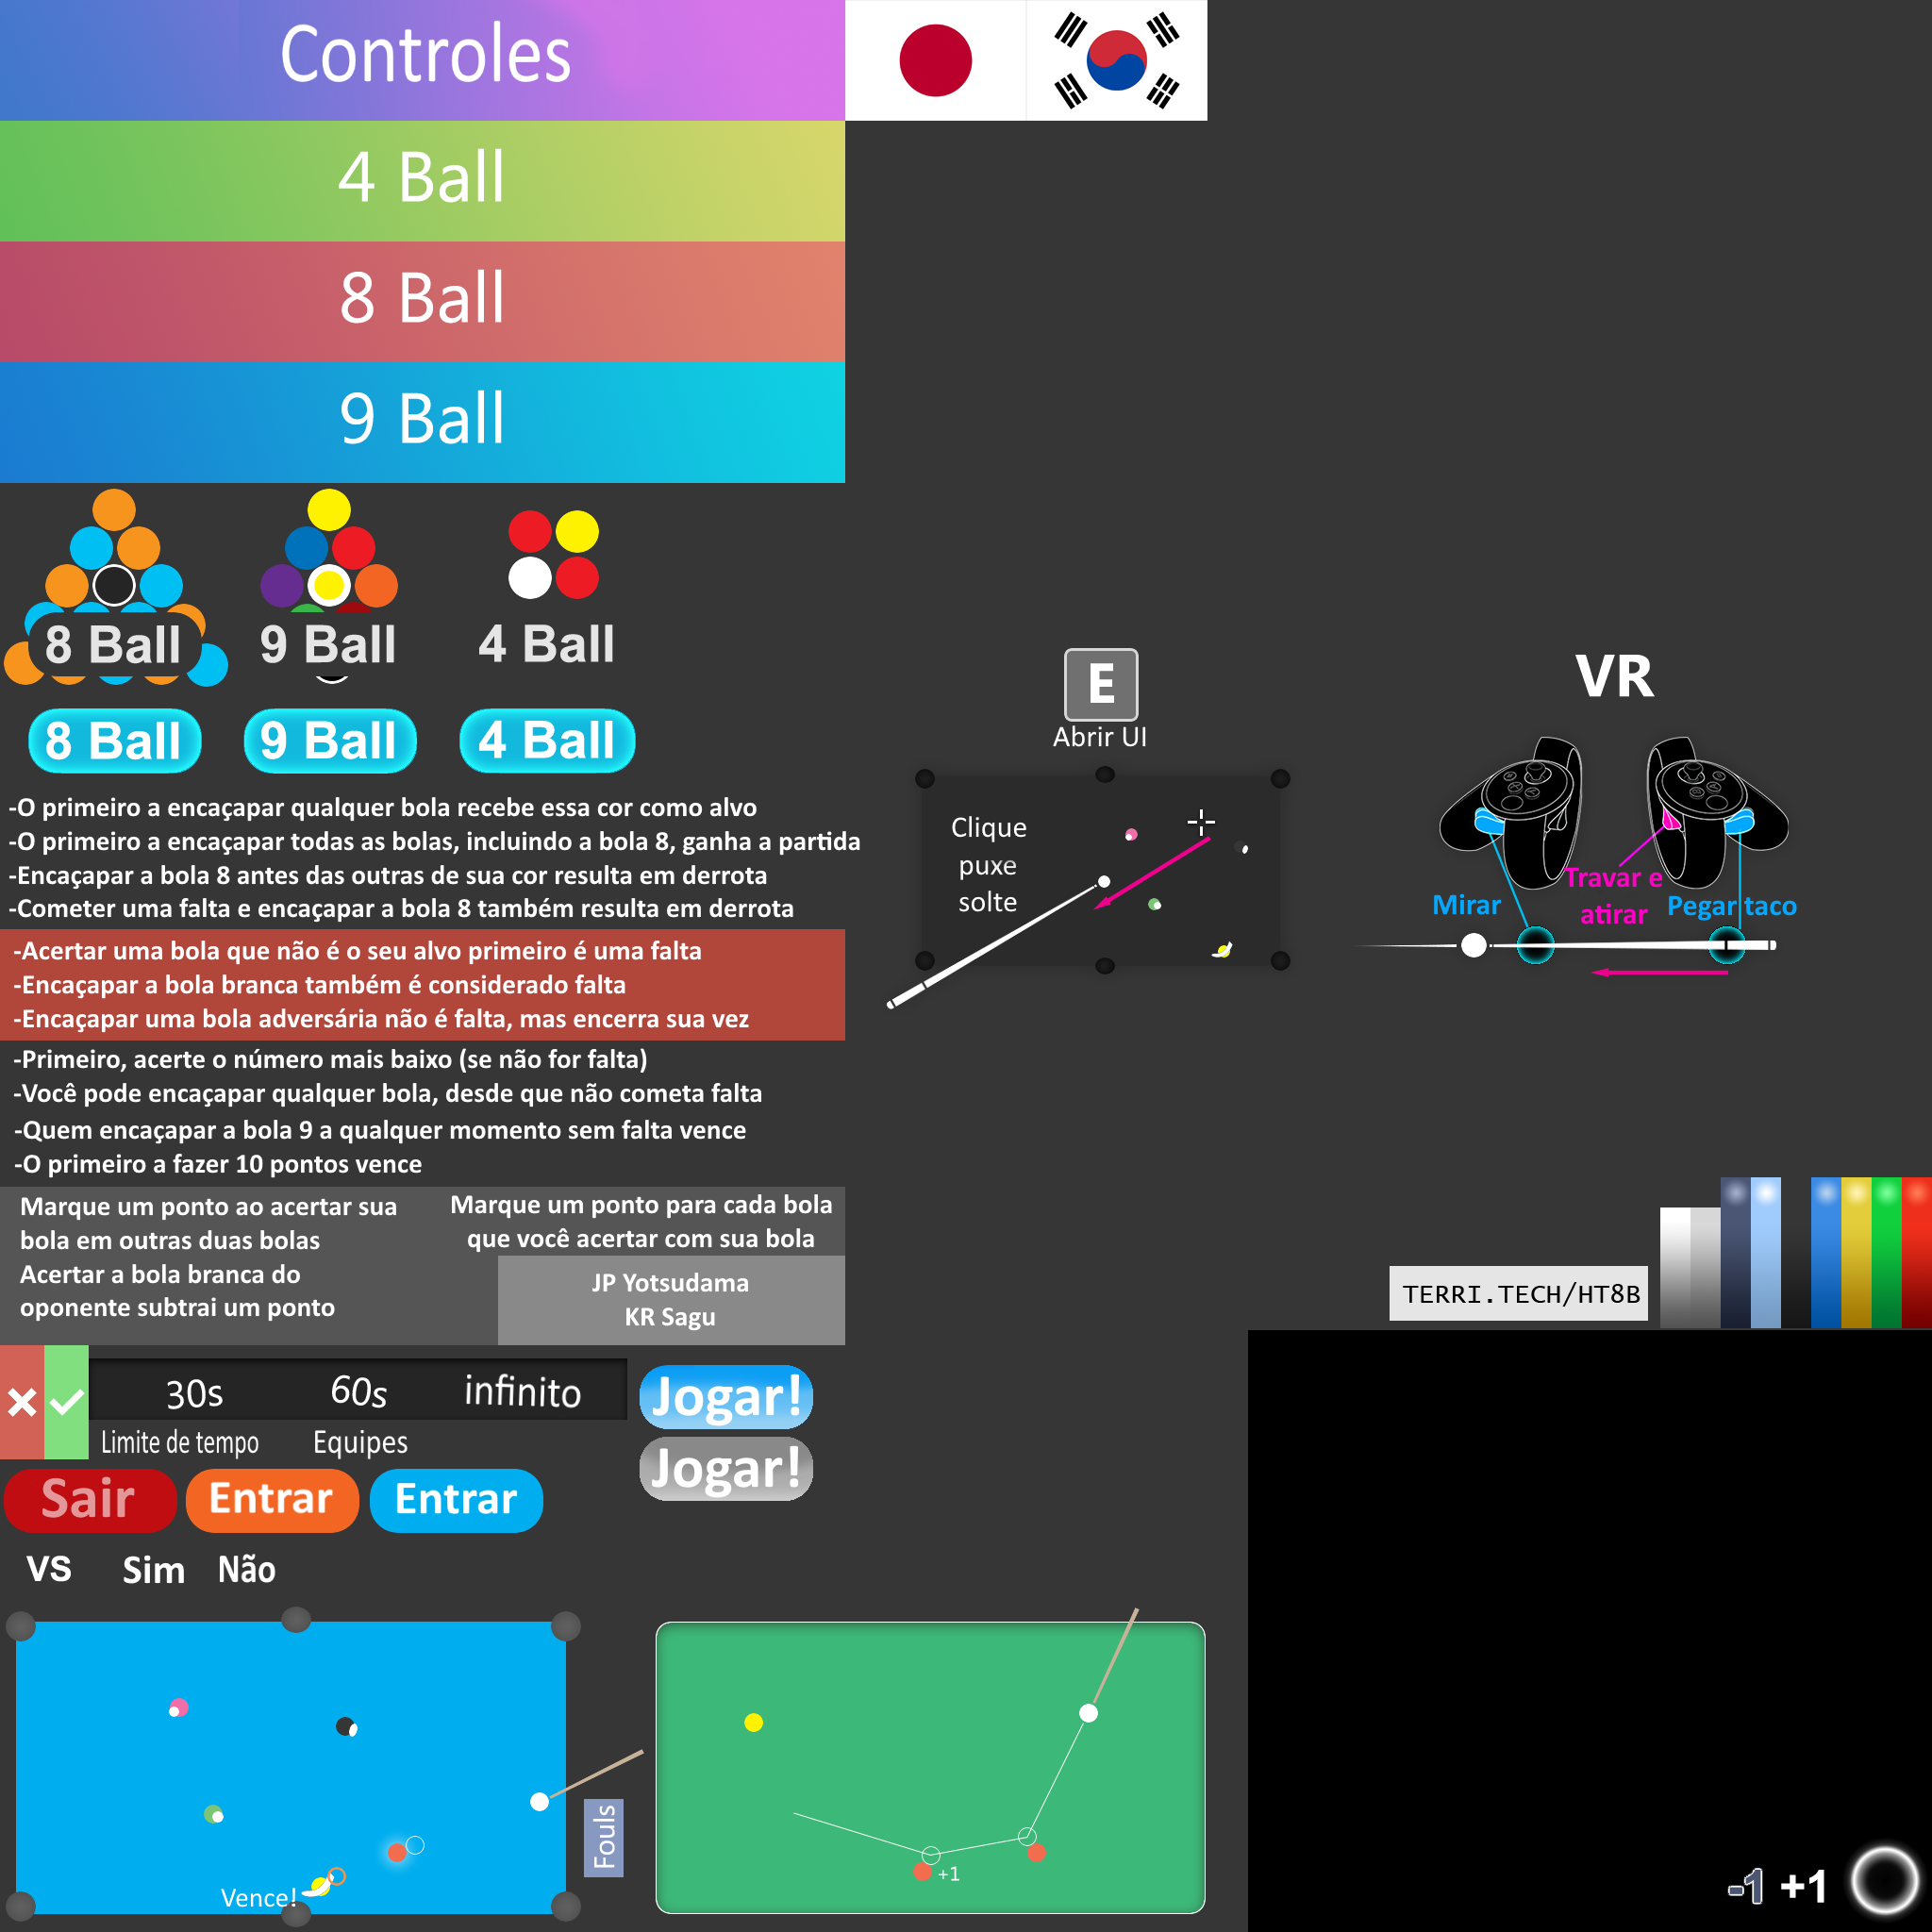 Controles
4 Ball
8 Ball
9 Ball
8 Ball
9 Ball
4 Ball
8 Ball
9 Ball
4 Ball
-O primeiro a encaçapar qualquer bola recebe essa cor como alvo
-O primeiro a encaçapar todas as bolas, incluindo a bola 8, ganha a partida
-Encaçapar a bola 8 antes das outras de sua cor resulta em derrota
-Cometer uma falta e encaçapar a bola 8 também resulta em derrota
-Acertar uma bola que não é o seu alvo primeiro é uma falta
-Encaçapar a bola branca também é considerado falta
-Encaçapar uma bola adversária não é falta, mas encerra sua vez
-Primeiro, acerte o número mais baixo (se não for falta)
-Você pode encaçapar qualquer bola, desde que não cometa falta
-Quem encaçapar a bola 9 a qualquer momento sem falta vence
-O primeiro a fazer 10 pontos vence
Marque um ponto ao acertar sua
bola em outras duas bolas
Acertar a bola branca do
oponente subtrai um ponto
Marque um ponto para cada bola
que você acertar com sua bola
JP Yotsudama
KR Sagu
30s
60s
infinito
Limite de tempo
Equipes
Jogar!
Jogar!
Sair
Entrar
Entrar
VS
Sim
Não
Vence!
Fouls
+1
E
Abrir UI
Clique
puxe
solte
VR
Mirar
Travar e
atirar
Pegar taco
TERRI.TECH/HT8B
-1
+1